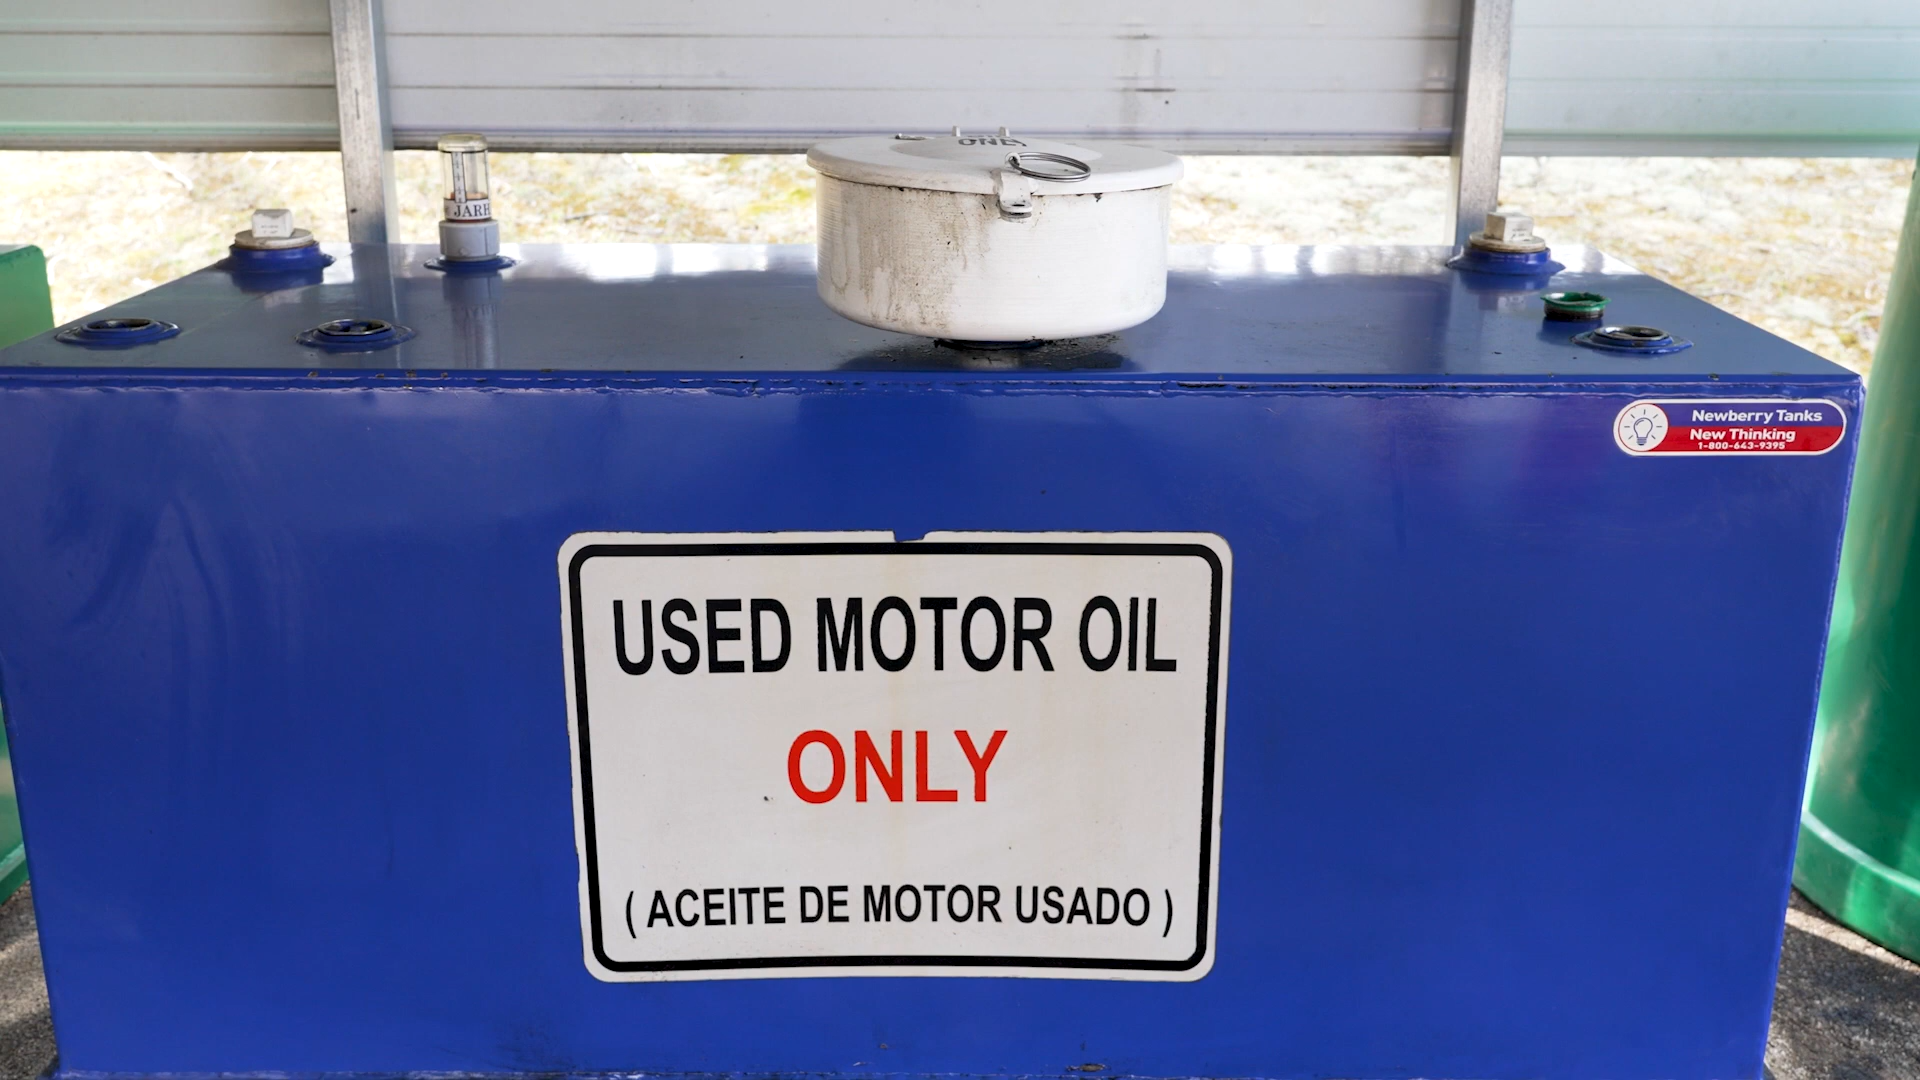 ONLY
JARH
Newberry Tanks
New Thinking
1-800-643-9395
USED MOTOR OIL
ONLY
( ACEITE DE MOTOR USADO )